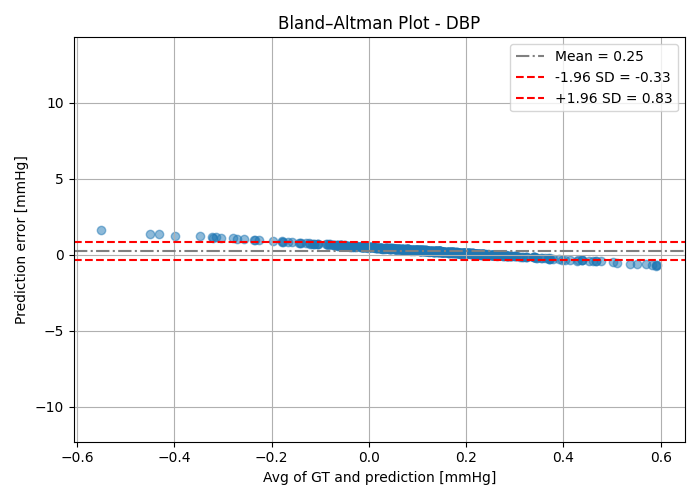 Bland–Altman Plot - DBP
Mean = 0.25
-1.96 SD = -0.33
+1.96 SD = 0.83
Prediction error [mmHg]
10
5
0
−5
−10
−0.6
−0.4
−0.2
0.0
0.2
0.4
0.6
Avg of GT and prediction [mmHg]